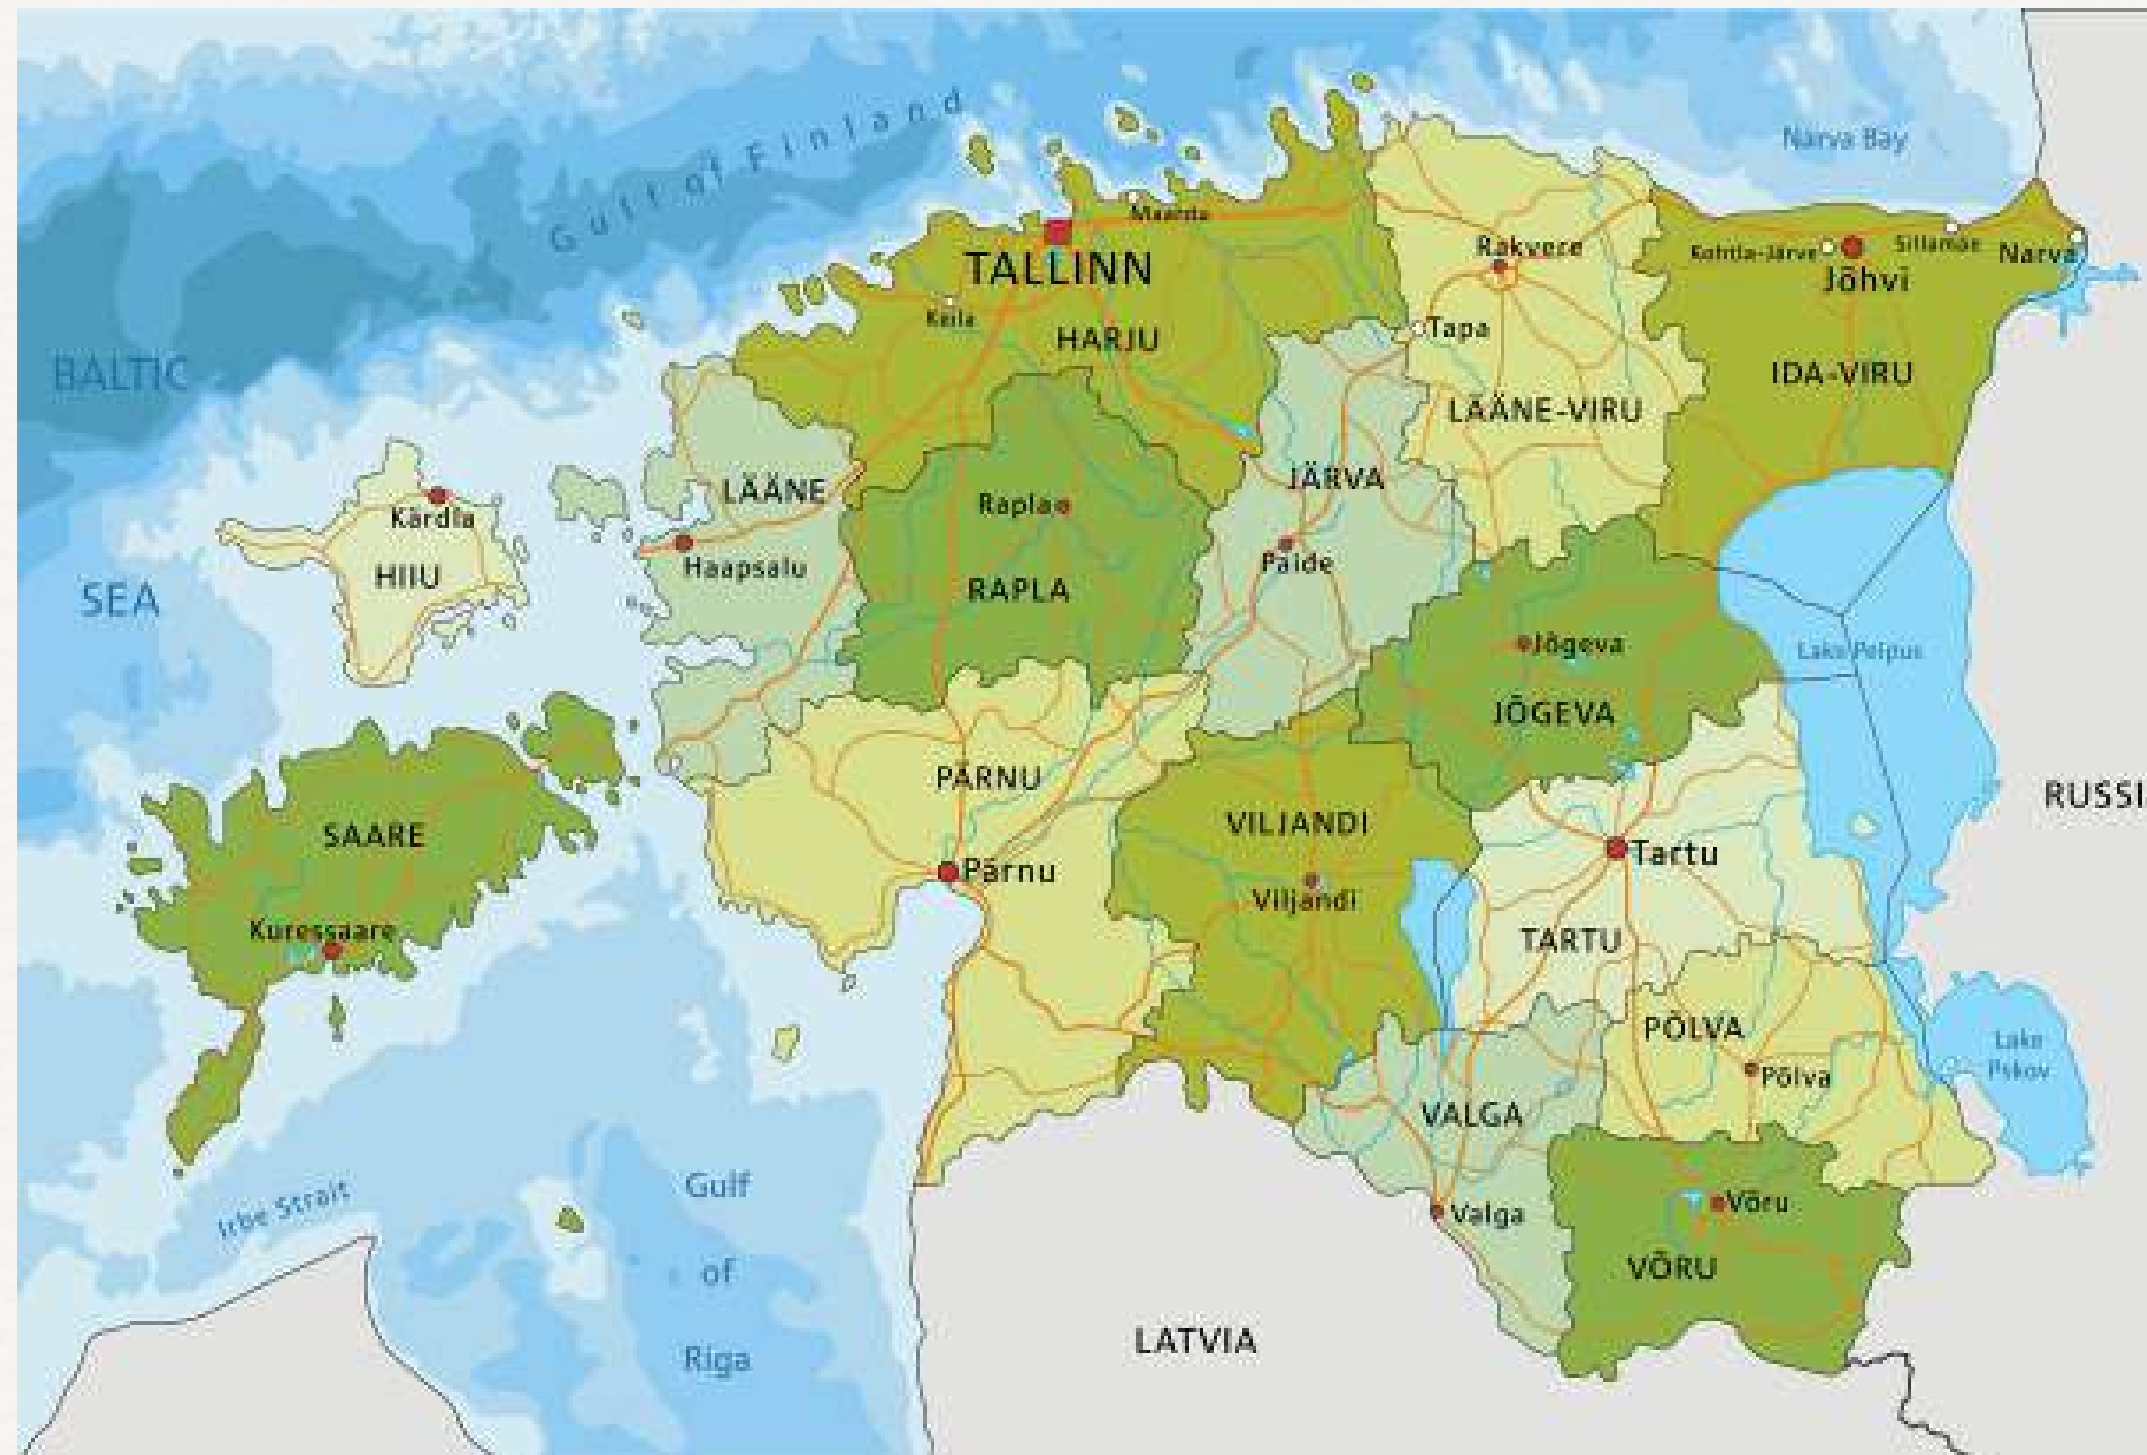 Gulf of Finland
Narva Bay
Maardu
TALLINN
Rakvere
Kohtla-Järve
Sillamäe
Narva
Jõhvi
Keila
HARJU
Tapa
BALTIC
IDA-VIRU
LÄÄNE-VIRU
LÄÄNE
JÄRVA
Rapla
Kärdla
Haapsalu
Paide
HIIU
RAPLA
SEA
Jõgeva
Lake Peipus
JÕGEVA
PÄRNU
RUSSI
SAARE
VILJANDI
Tartu
Pärnu
Viljandi
Kuressaare
TARTU
PÕLVA
Lake
Pskov
Põlva
VALGA
Irbe Strait
Gulf
of
Riga
Valga
Võru
VÕRU
LATVIA